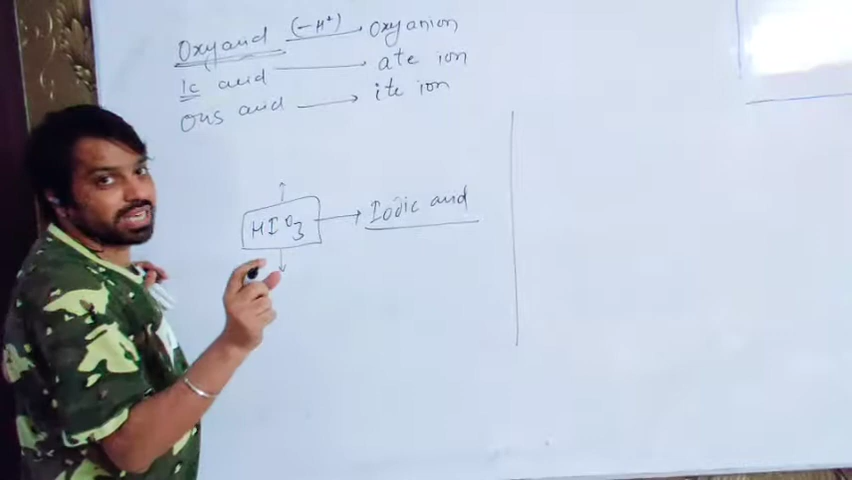 Oxyacid (-H⁺) → Oxyanion
Ic acid → ate ion
Ous acid → ite ion
HIO₃ → Iodic acid